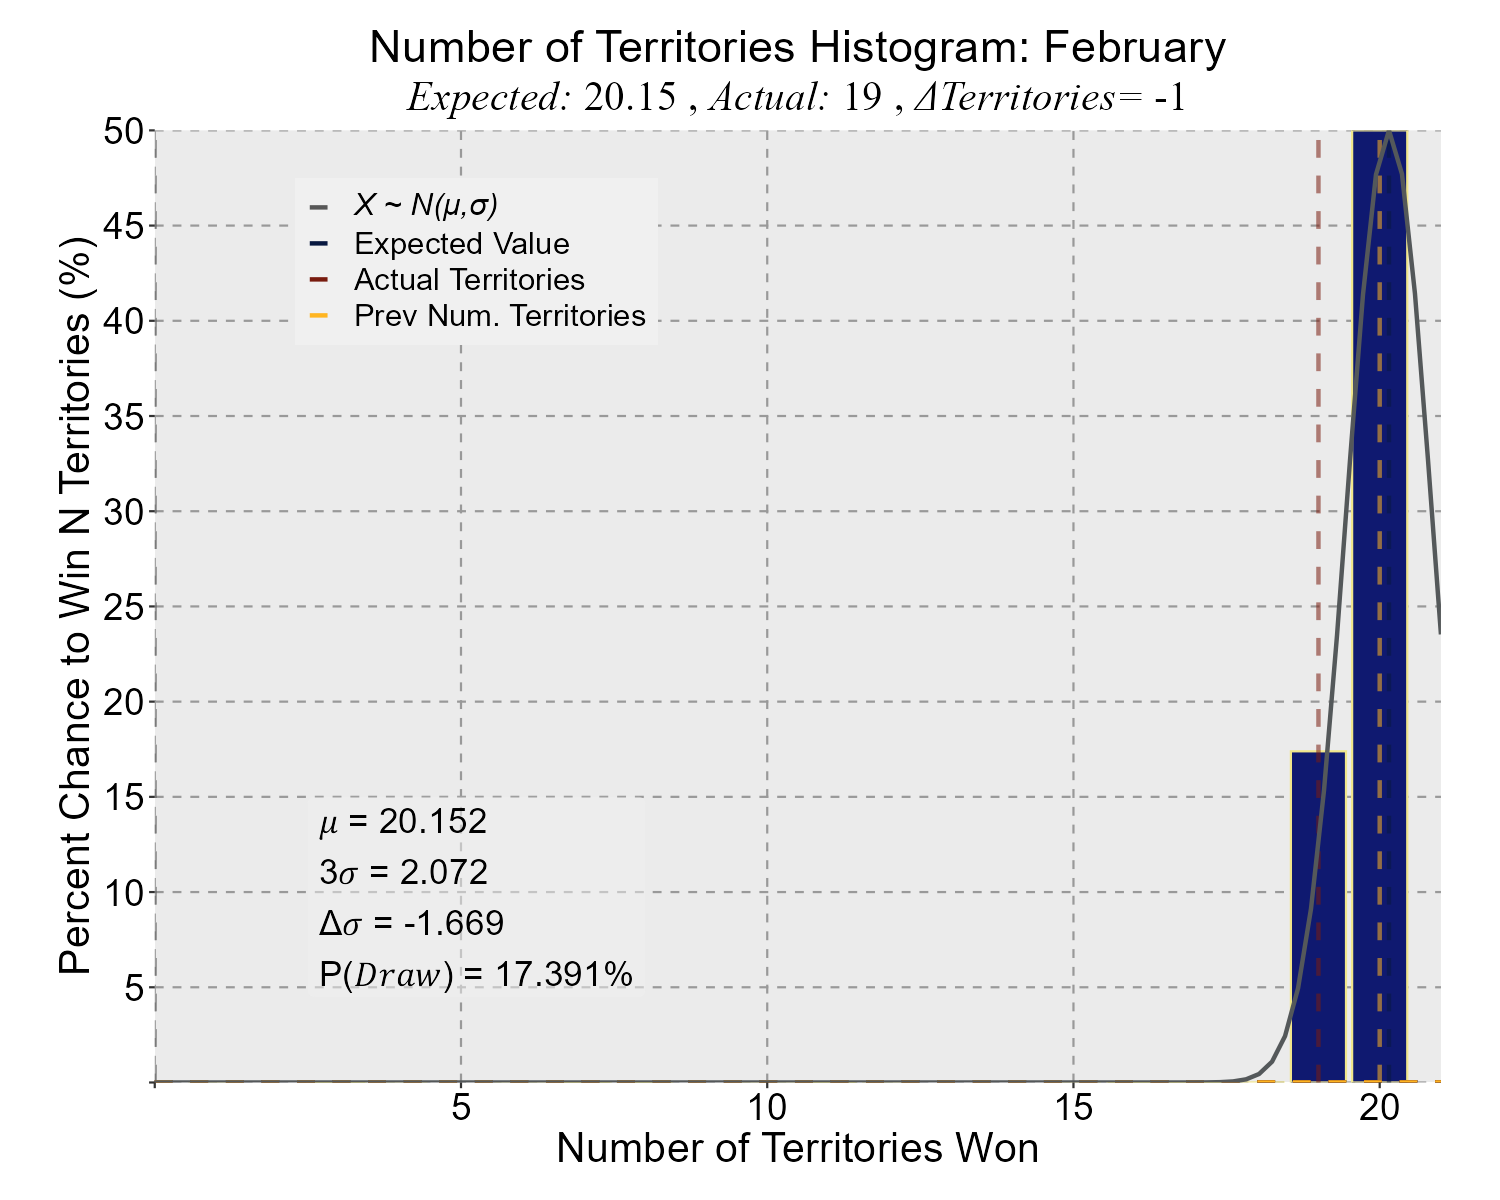 Number of Territories Histogram: February
Expected: 20.15 , Actual: 19 , ΔTerritories= -1
Percent Chance to Win N Territories (%)
50
45
40
35
30
25
20
15
10
5
X ~ N(μ,σ)
Expected Value
Actual Territories
Prev Num. Territories
μ = 20.152
3σ = 2.072
Δσ = -1.669
P(Draw) = 17.391%
5 10 15 20
Number of Territories Won